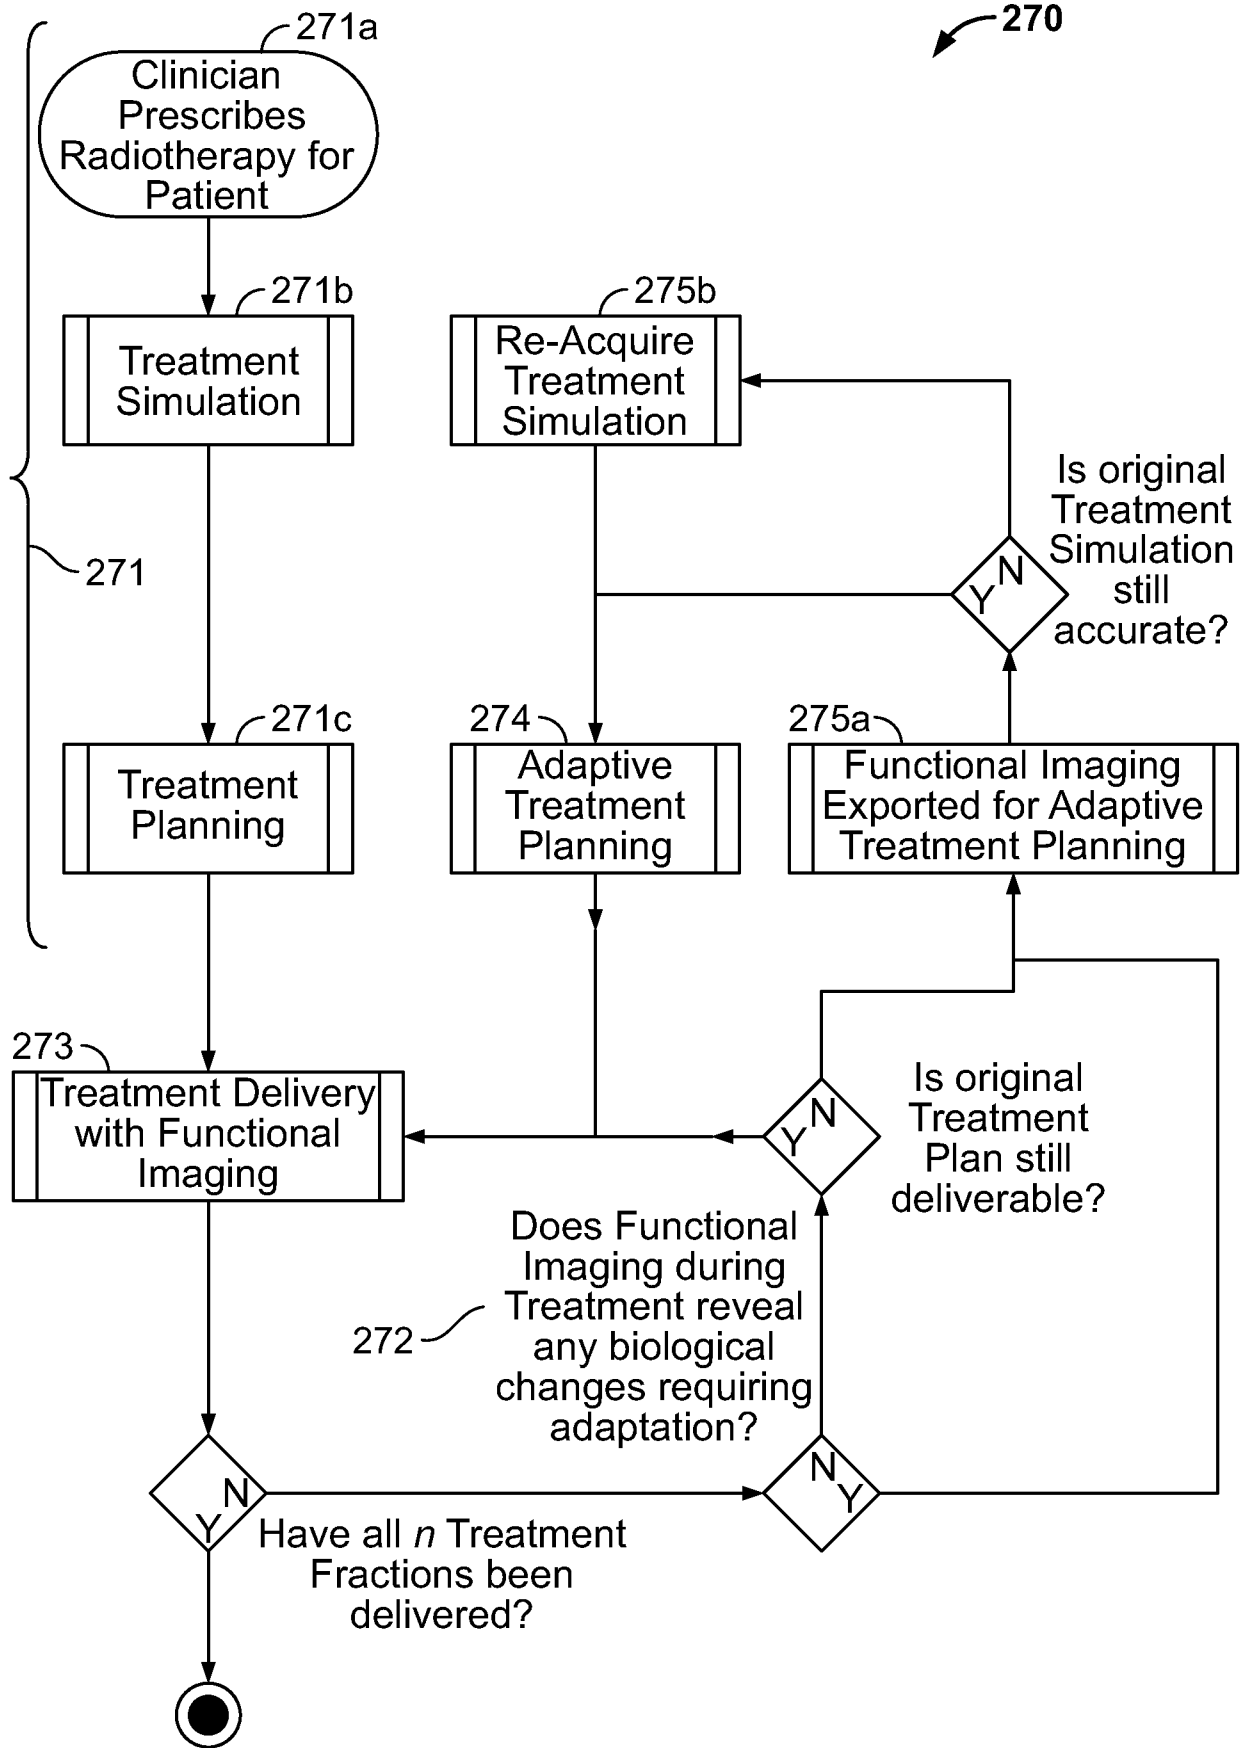 270
271a
Clinician
Prescribes
Radiotherapy for
Patient
271b
Treatment
Simulation
275b
Re-Acquire
Treatment
Simulation
Is original
Treatment
Simulation
still
accurate?
N
Y
271
271c
Treatment
Planning
274
Adaptive
Treatment
Planning
275a
Functional Imaging
Exported for Adaptive
Treatment Planning
273
Treatment Delivery
with Functional
Imaging
N
Y
Is original
Treatment
Plan still
deliverable?
272
Does Functional
Imaging during
Treatment reveal
any biological
changes requiring
adaptation?
N
Y
N
Y
Have all n Treatment
Fractions been
delivered?